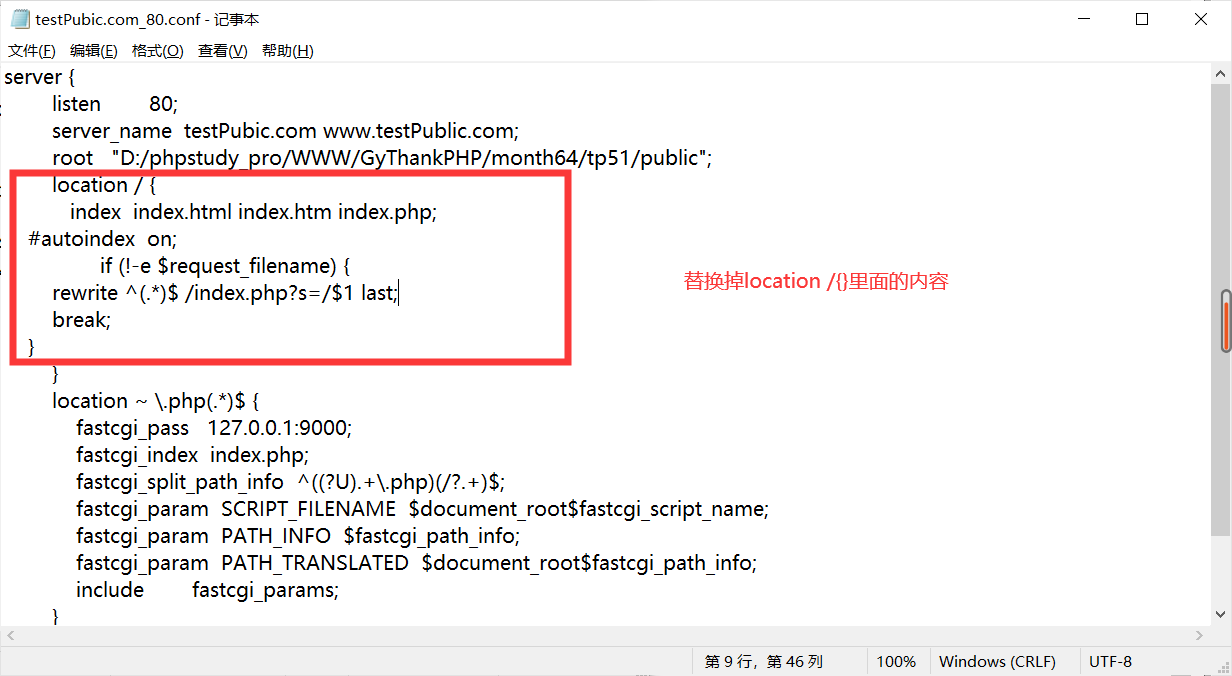 testPubic.com_80.conf - 记事本
文件(F) 编辑(E) 格式(O) 查看(V) 帮助(H)
server {
listen 80;
server_name testPubic.com www.testPublic.com;
root "D:/phpstudy_pro/WWW/GyThankPHP/month64/tp51/public";
location / {
index index.html index.htm index.php;
#autoindex on;
if (!-e $request_filename) {
rewrite ^(.*)$ /index.php?s=/$1 last;
break;
}
}
替换掉location /{}里面的内容
location ~ \.php(.*)$ {
fastcgi_pass 127.0.0.1:9000;
fastcgi_index index.php;
fastcgi_split_path_info ^((?U).+\.php)(/?.+)$;
fastcgi_param SCRIPT_FILENAME $document_root$fastcgi_script_name;
fastcgi_param PATH_INFO $fastcgi_path_info;
fastcgi_param PATH_TRANSLATED $document_root$fastcgi_path_info;
include fastcgi_params;
}
第 9 行，第 46 列 100% Windows (CRLF) UTF-8